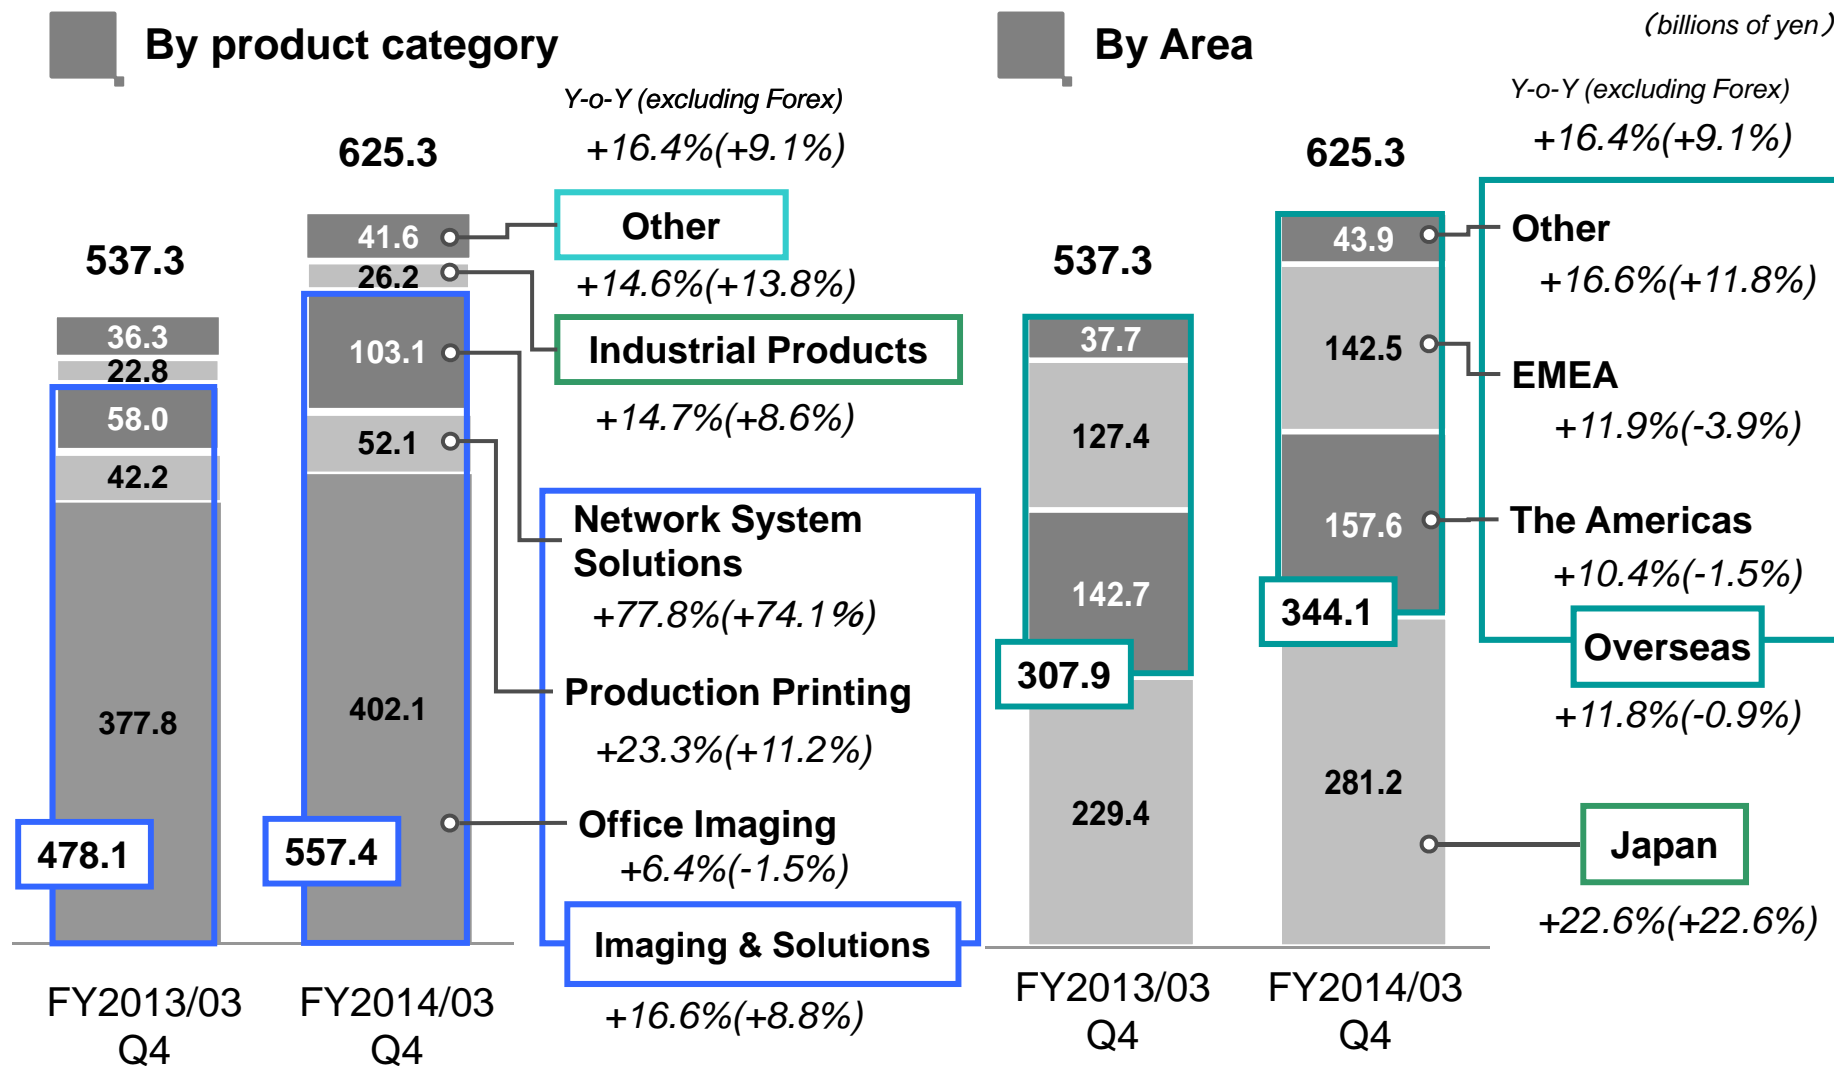 By product category
Y-o-Y (excluding Forex)
+16.4%(+9.1%)
625.3
537.3
41.6
26.2
103.1
52.1
402.1
557.4
36.3
22.8
58.0
42.2
377.8
478.1
Other
+14.6%(+13.8%)
Industrial Products
+14.7%(+8.6%)
Network System
Solutions
+77.8%(+74.1%)
Production Printing
+23.3%(+11.2%)
Office Imaging
+6.4%(-1.5%)
Imaging & Solutions
+16.6%(+8.8%)
FY2013/03
Q4
FY2014/03
Q4
By Area
(billions of yen)
Y-o-Y (excluding Forex)
+16.4%(+9.1%)
625.3
537.3
43.9
142.5
157.6
344.1
281.2
37.7
127.4
142.7
307.9
229.4
Other
+16.6%(+11.8%)
EMEA
+11.9%(-3.9%)
The Americas
+10.4%(-1.5%)
Overseas
+11.8%(-0.9%)
Japan
+22.6%(+22.6%)
FY2013/03
Q4
FY2014/03
Q4